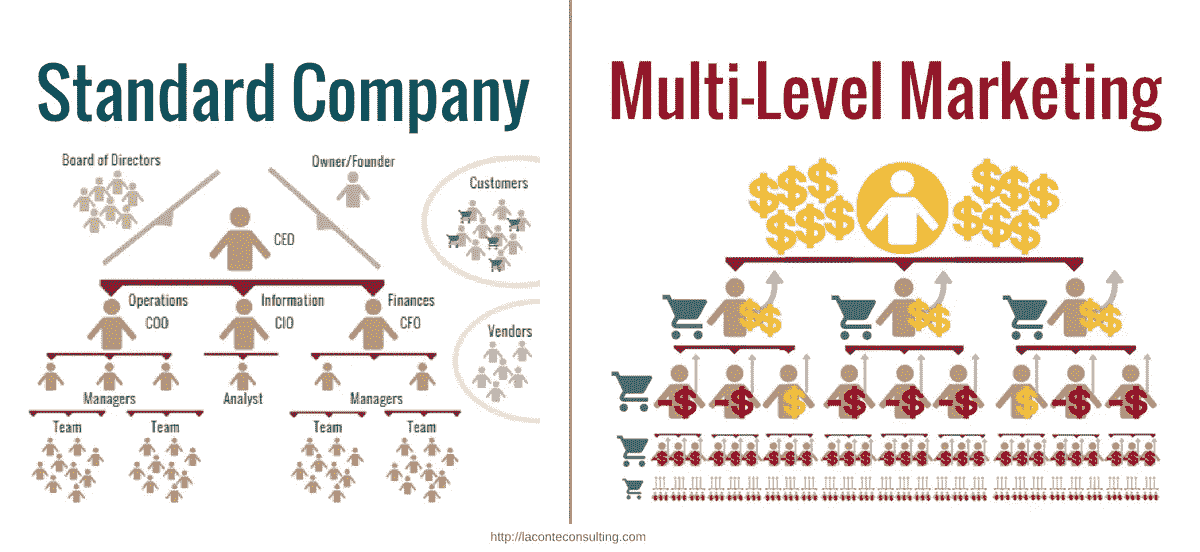 Standard Company
Board of Directors
Owner/Founder
Customers
CEO
Operations
COO
Information
CIO
Finances
CFO
Vendors
Managers
Analyst
Managers
Team
Team
Team
Team
Multi-Level Marketing
$$$
$$$
$$$
$$$
$$
$$
$$
-$
-$
$
-$
-$
-$
$
-$
-$
http://laconteconsulting.com